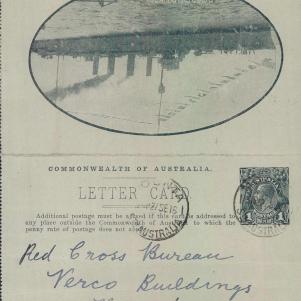 COMMONWEALTH OF AUSTRALIA.
LETTER CARD
Additional postage must be affixed if this card is addressed to
any place outside the Commonwealth of Australia to which the
penny rate of postage does not
AUSTRALIA
Red Cross Bureau
Verco Buildings